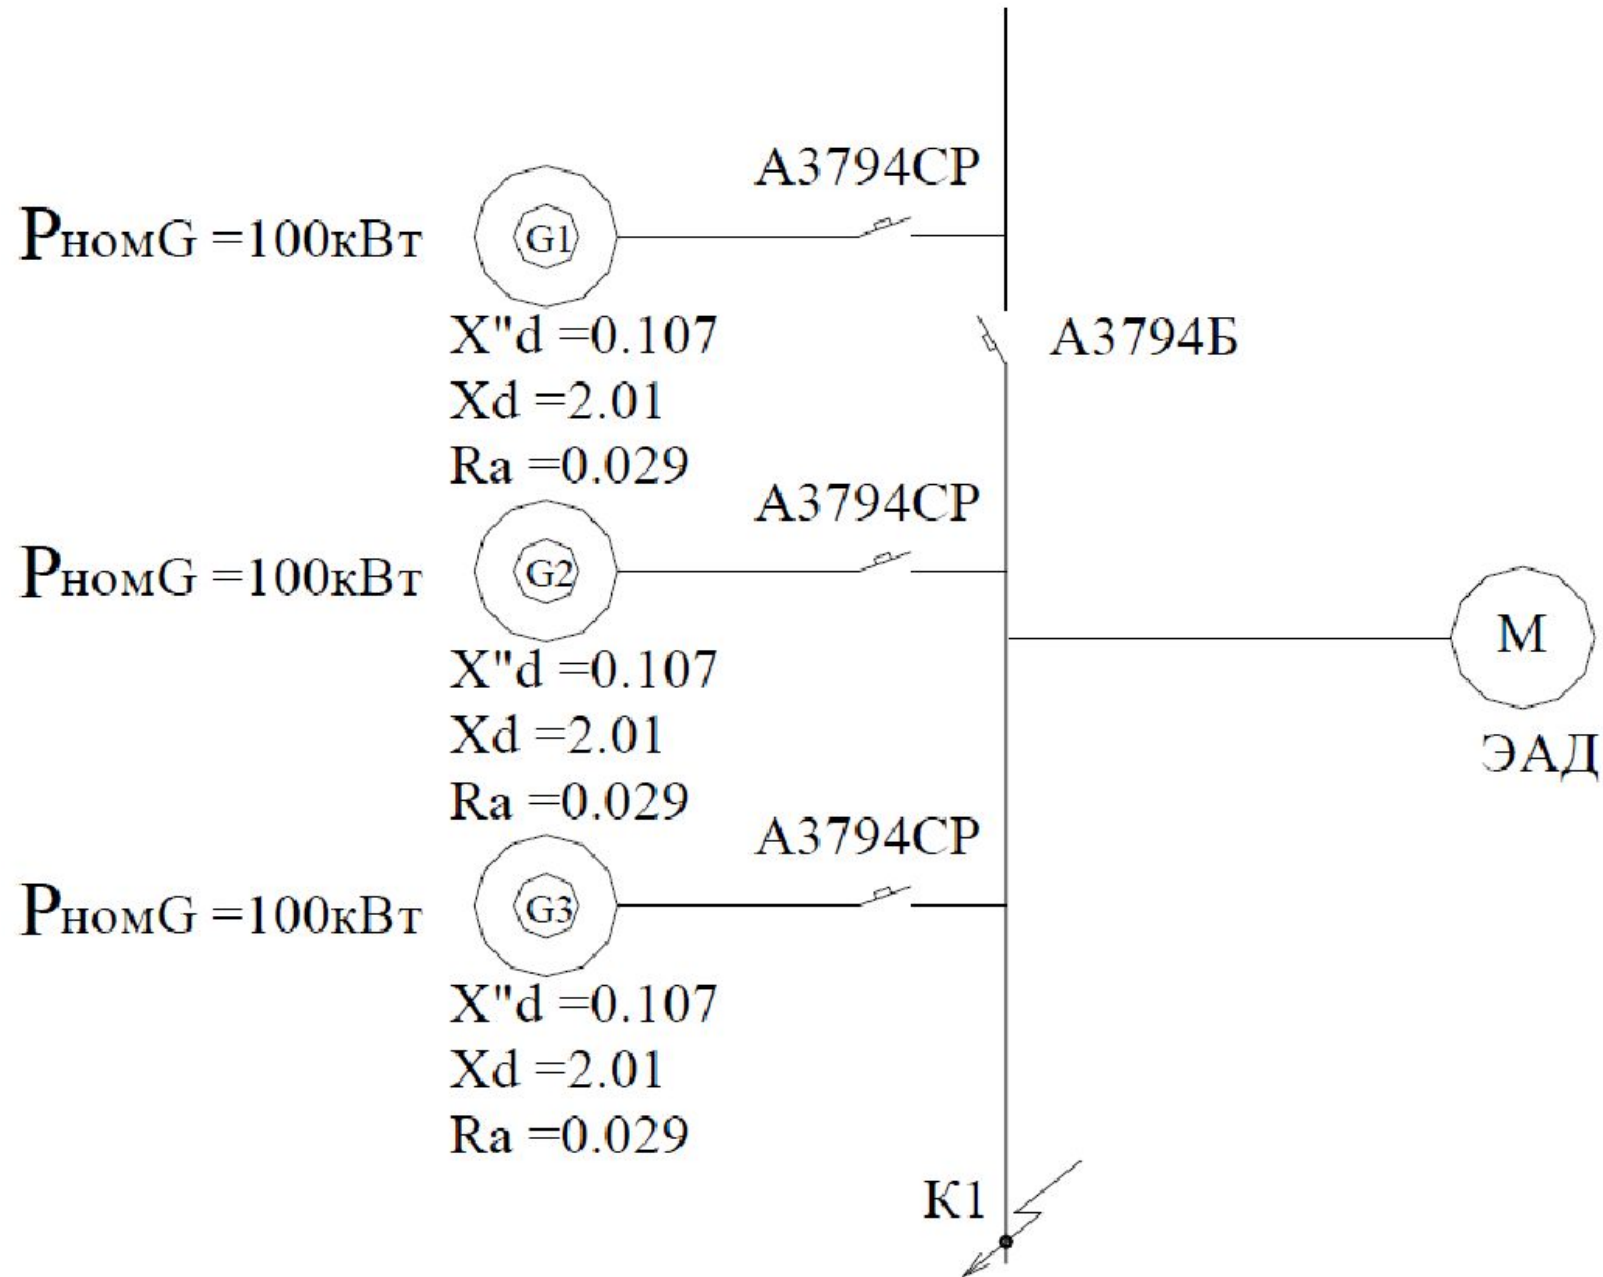 А3794СР
PномG =100кВт
G1
X"d =0.107
Xd =2.01
Ra =0.029
А3794Б
А3794СР
PномG =100кВт
G2
X"d =0.107
Xd =2.01
Ra =0.029
М
ЭАД
А3794СР
PномG =100кВт
G3
X"d =0.107
Xd =2.01
Ra =0.029
К1